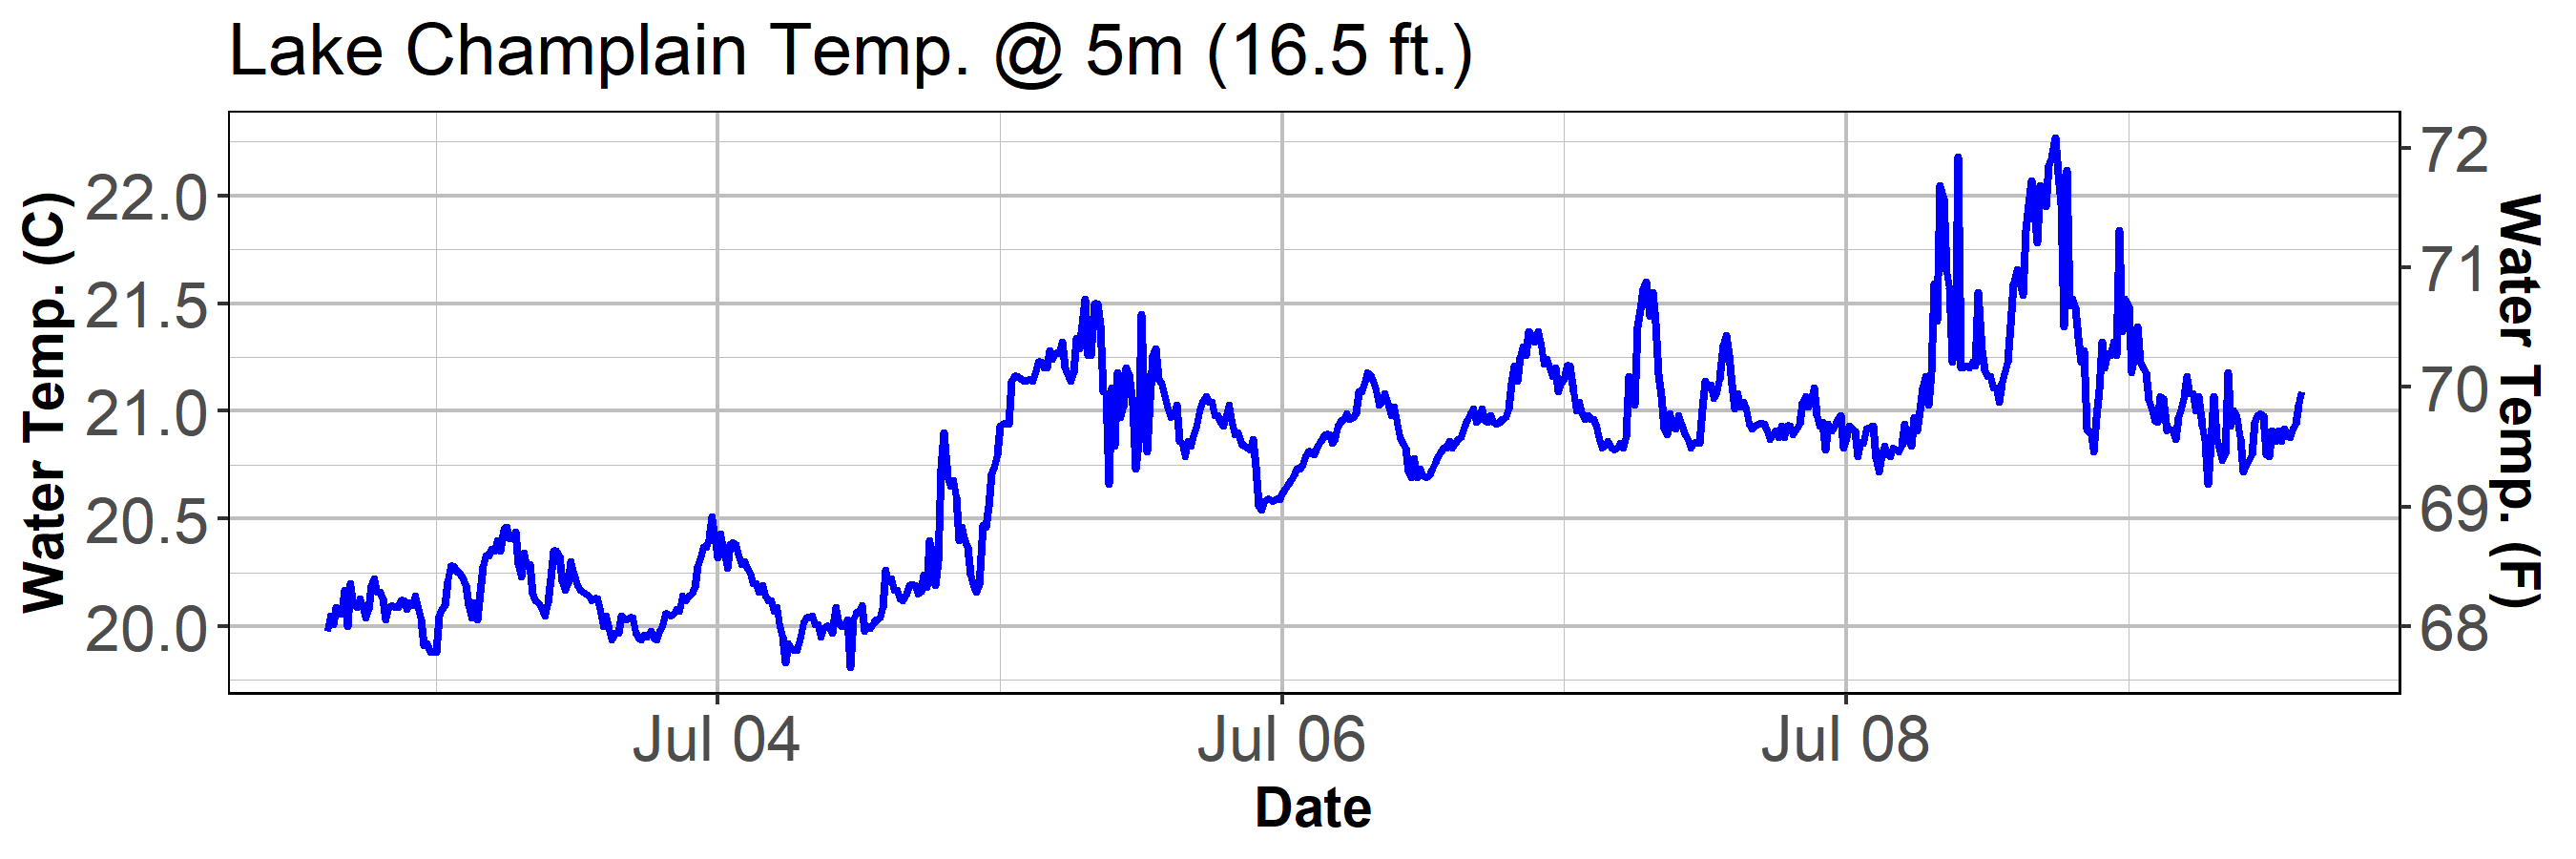 Lake Champlain Temp. @ 5m (16.5 ft.)
Water Temp. (C)
22.0
21.5
21.0
20.5
20.0
72
71
70
69
68
Water Temp. (F)
Jul 04
Jul 06
Jul 08
Date